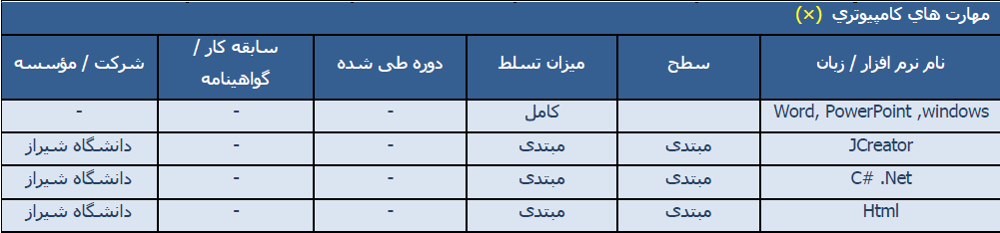 مهارت هاي كامپيوتري (×)
نام نرم افزار / زبان سطح میزان تسلط دوره طی شده سابقه کار / گواهینامه شرکت / مؤسسه
Word, PowerPoint ,windows کامل - - -
JCreator مبتدی مبتدی - - دانشگاه شیراز
C# .Net مبتدی مبتدی - - دانشگاه شیراز
Html مبتدی مبتدی - - دانشگاه شیراز